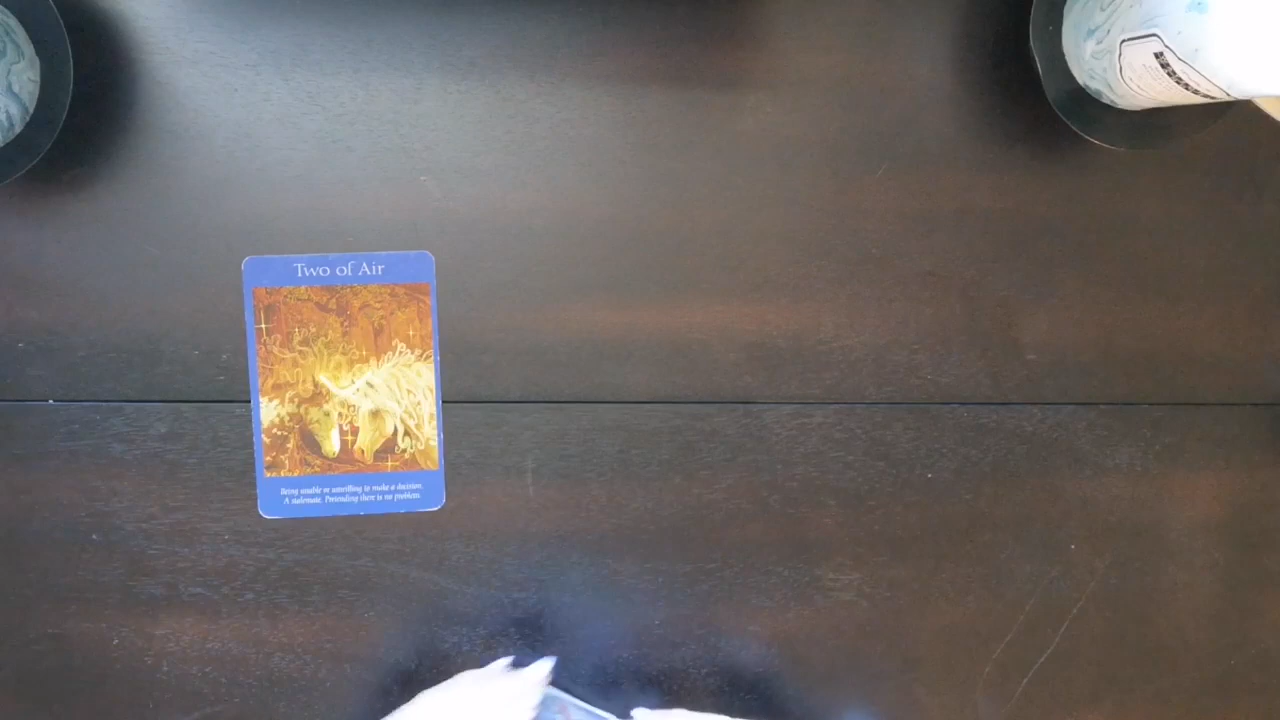 Two of Air
Being unable or unwilling to make a decision.
A stalemate. Pretending there is no problem.